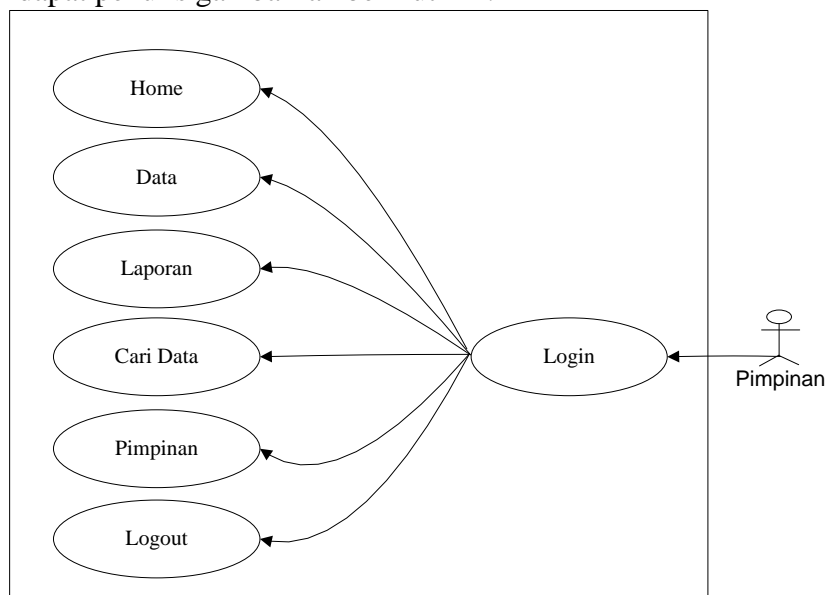 Home
Data
Laporan
Cari Data
Login
Pimpinan
Pimpinan
Logout